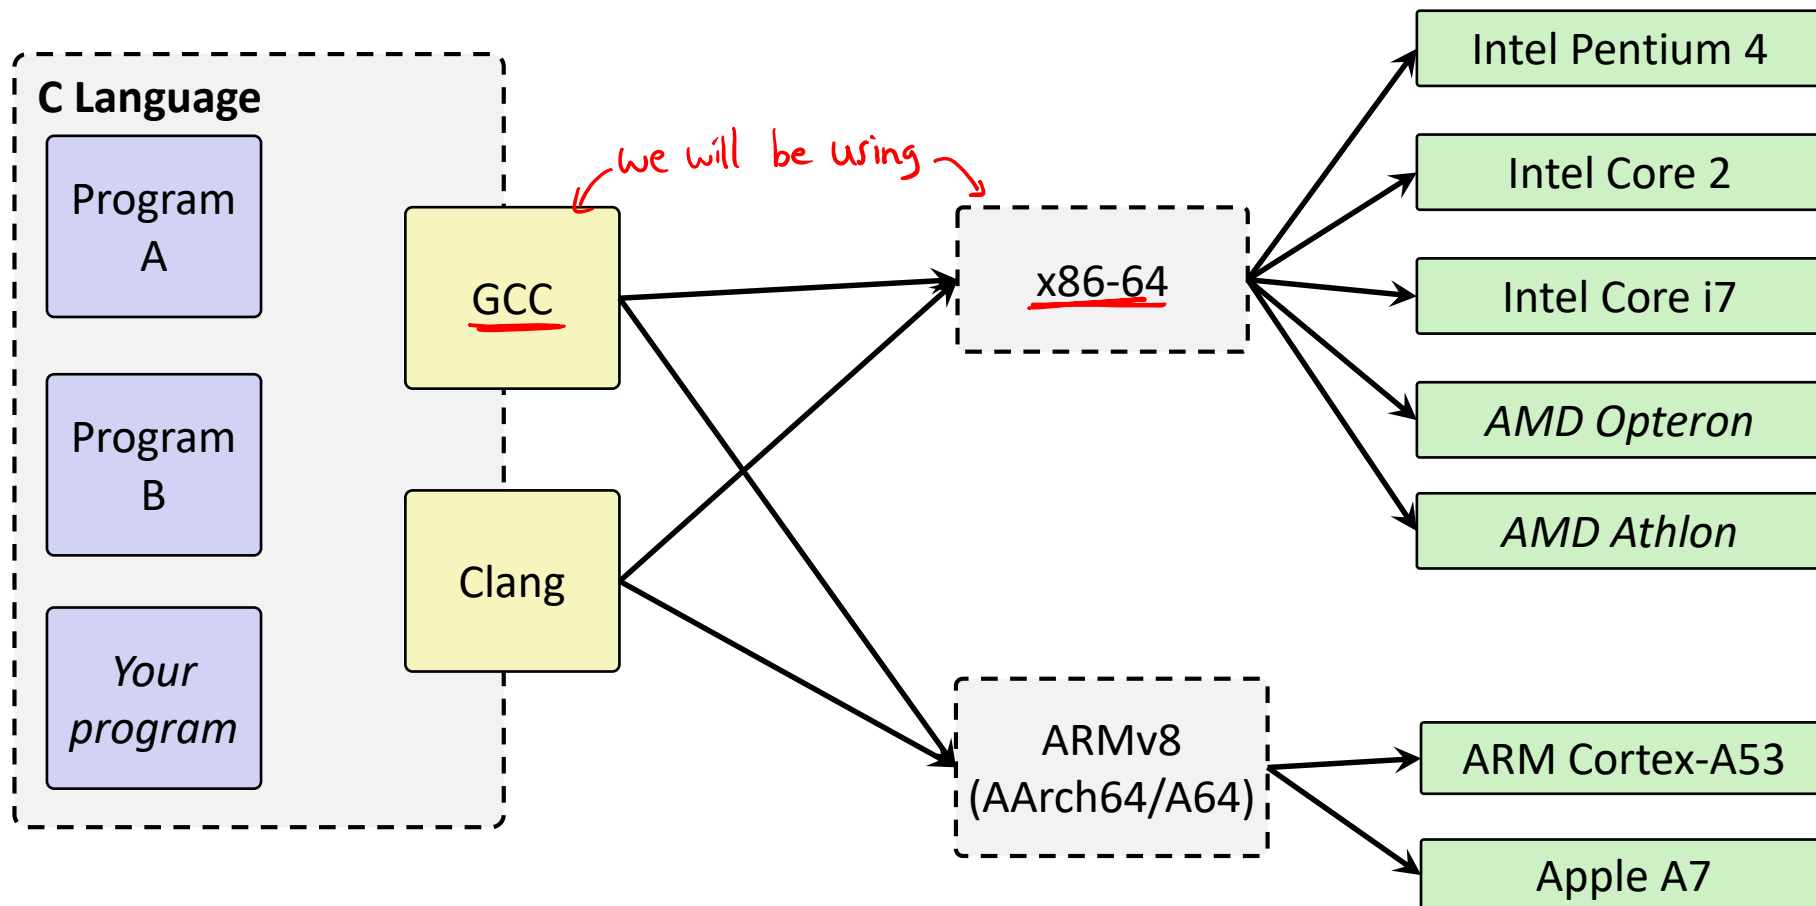 C Language
Program
A
Program
B
Your
program
we will be using
GCC
Clang
x86-64
ARMv8
(AArch64/A64)
Intel Pentium 4
Intel Core 2
Intel Core i7
AMD Opteron
AMD Athlon
ARM Cortex-A53
Apple A7